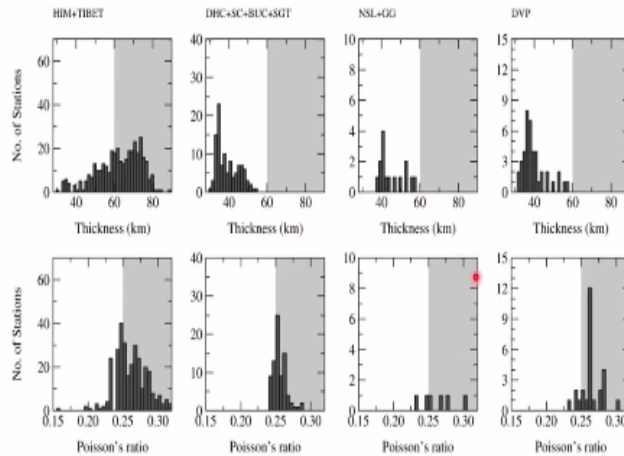 HIM+TIBET DHC+SC+BUC+SGT NSL+GG DVP
60 40 10 15
8 12
30
40 6 9
20
4 6
20
10 2 3
0 0 0 0
40 60 80 40 60 80 40 60 80 40 60 80
No. of Stations
Thickness (km) Thickness (km) Thickness (km) Thickness (km)
60 40 10 15
8 12
30
40 6 9
20
4 6
20
10 2 3
0 0 0 0
0.15 0.20 0.25 0.30 0.15 0.20 0.25 0.30 0.15 0.20 0.25 0.30 0.15 0.20 0.25 0.30
No. of Stations
Poisson's ratio Poisson's ratio Poisson's ratio Poisson's ratio